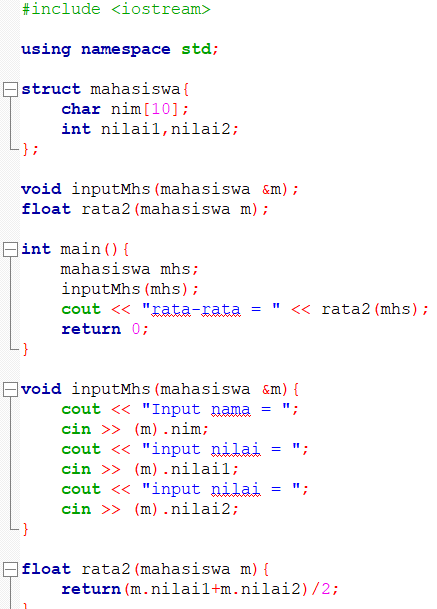 #include <iostream>
using namespace std;
struct mahasiswa{
char nim[10];
int nilai1,nilai2;
};
void inputMhs(mahasiswa &m);
float rata2(mahasiswa m);
int main(){
mahasiswa mhs;
inputMhs(mhs);
cout << "rata-rata = " << rata2(mhs);
return 0;
}
void inputMhs(mahasiswa &m){
cout << "Input nama = ";
cin >> (m).nim;
cout << "input nilai = ";
cin >> (m).nilai1;
cout << "input nilai = ";
cin >> (m).nilai2;
}
float rata2(mahasiswa m){
return(m.nilai1+m.nilai2)/2;
}